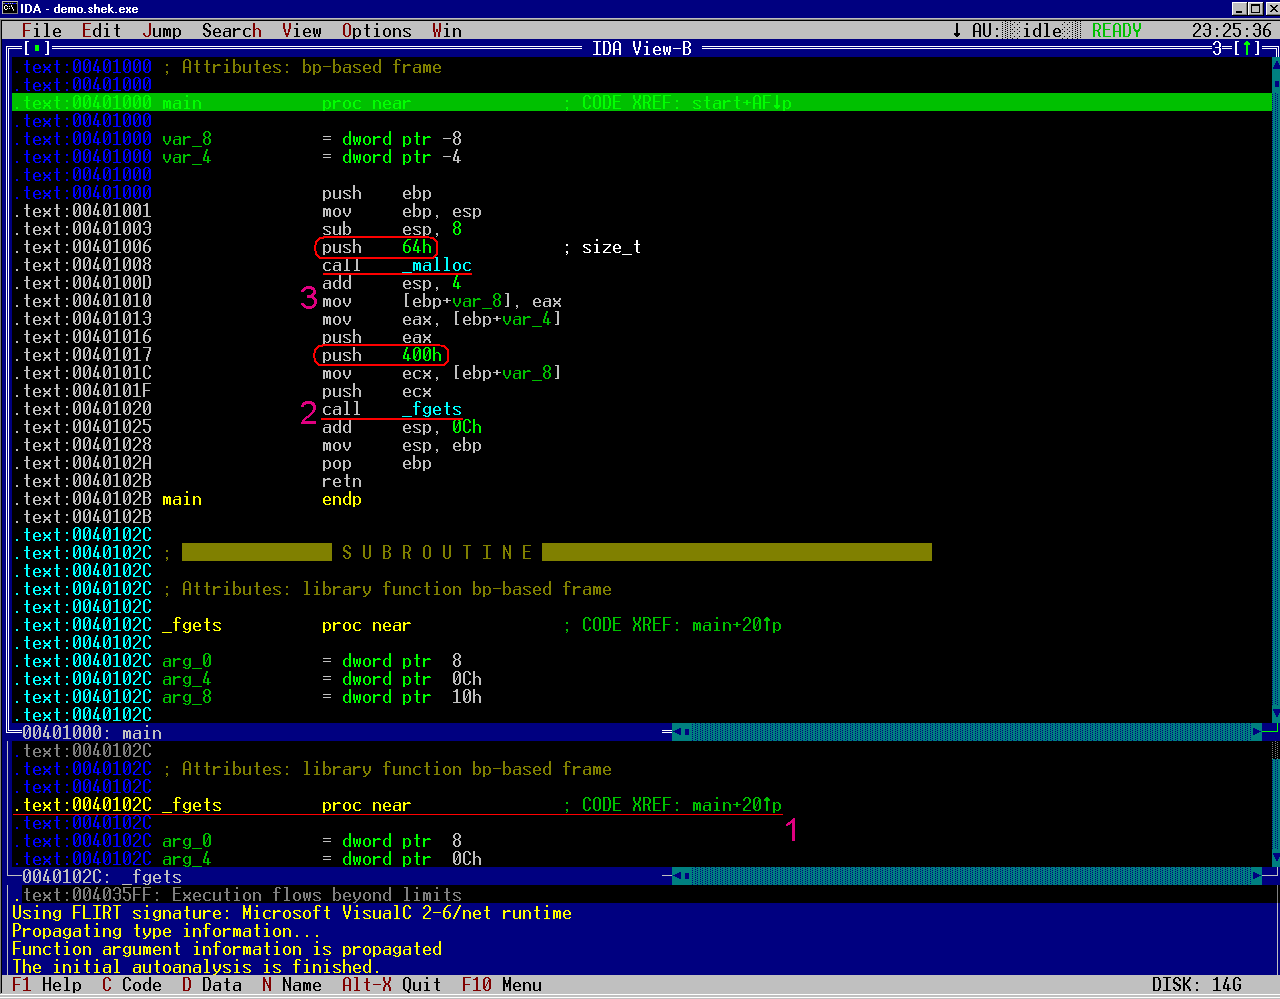 IDA - demo.shek.exe
File Edit Jump Search View Options Win ↓ AU: idle READY 23:25:36
[▪] IDA View-B 3-[↑]
.text:00401000 ; Attributes: bp-based frame
.text:00401000
.text:00401000 main proc near ; CODE XREF: start+AF↓p
.text:00401000
.text:00401000 var_8 = dword ptr -8
.text:00401000 var_4 = dword ptr -4
.text:00401000
.text:00401000 push ebp
.text:00401001 mov ebp, esp
.text:00401003 sub esp, 8
.text:00401006 push 64h ; size_t
.text:00401008 call _malloc
.text:0040100D add esp, 4
.text:00401010 3 mov [ebp+var_8], eax
.text:00401013 mov eax, [ebp+var_4]
.text:00401016 push eax
.text:00401017 push 400h
.text:0040101C mov ecx, [ebp+var_8]
.text:0040101F push ecx
.text:00401020 2 call _fgets
.text:00401025 add esp, 0Ch
.text:00401028 mov esp, ebp
.text:0040102A pop ebp
.text:0040102B retn
.text:0040102B main endp
.text:0040102B
.text:0040102C
.text:0040102C ; S U B R O U T I N E
.text:0040102C
.text:0040102C ; Attributes: library function bp-based frame
.text:0040102C
.text:0040102C _fgets proc near ; CODE XREF: main+20↑p
.text:0040102C
.text:0040102C arg_0 = dword ptr 8
.text:0040102C arg_4 = dword ptr 0Ch
.text:0040102C arg_8 = dword ptr 10h
.text:0040102C
00401000: main
.text:0040102C
.text:0040102C ; Attributes: library function bp-based frame
.text:0040102C
.text:0040102C _fgets proc near ; CODE XREF: main+20↑p
.text:0040102C 1
.text:0040102C arg_0 = dword ptr 8
.text:0040102C arg_4 = dword ptr 0Ch
0040102C: _fgets
.text:004035FF: Execution flows beyond limits
Using FLIRT signature: Microsoft VisualC 2-6/net runtime
Propagating type information...
Function argument information is propagated
The initial autoanalysis is finished.
F1 Help C Code D Data N Name Alt-X Quit F10 Menu DISK: 14G